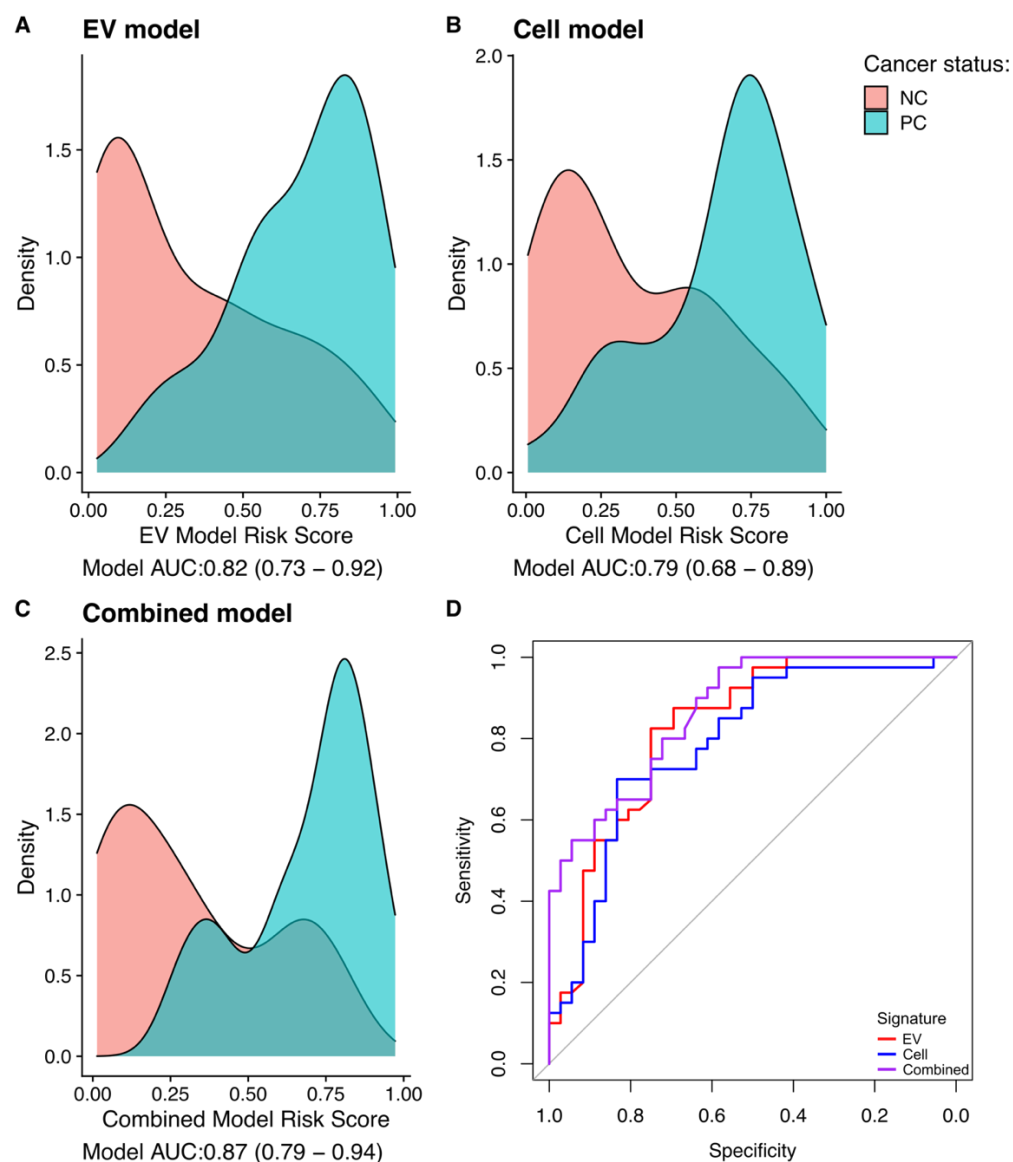 A EV model
1.5
1.0
0.5
0.0
Density
0.00 0.25 0.50 0.75 1.00
EV Model Risk Score
Model AUC:0.82 (0.73 – 0.92)
B Cell model
2.0
1.5
1.0
0.5
0.0
Density
0.00 0.25 0.50 0.75 1.00
Cell Model Risk Score
Model AUC:0.79 (0.68 – 0.89)
Cancer status:
NC
PC
C Combined model
2.5
2.0
1.5
1.0
0.5
0.0
Density
0.00 0.25 0.50 0.75 1.00
Combined Model Risk Score
Model AUC:0.87 (0.79 – 0.94)
D
1.0
0.8
0.6
0.4
0.2
0.0
Sensitivity
Signature
EV
Cell
Combined
1.0 0.8 0.6 0.4 0.2 0.0
Specificity